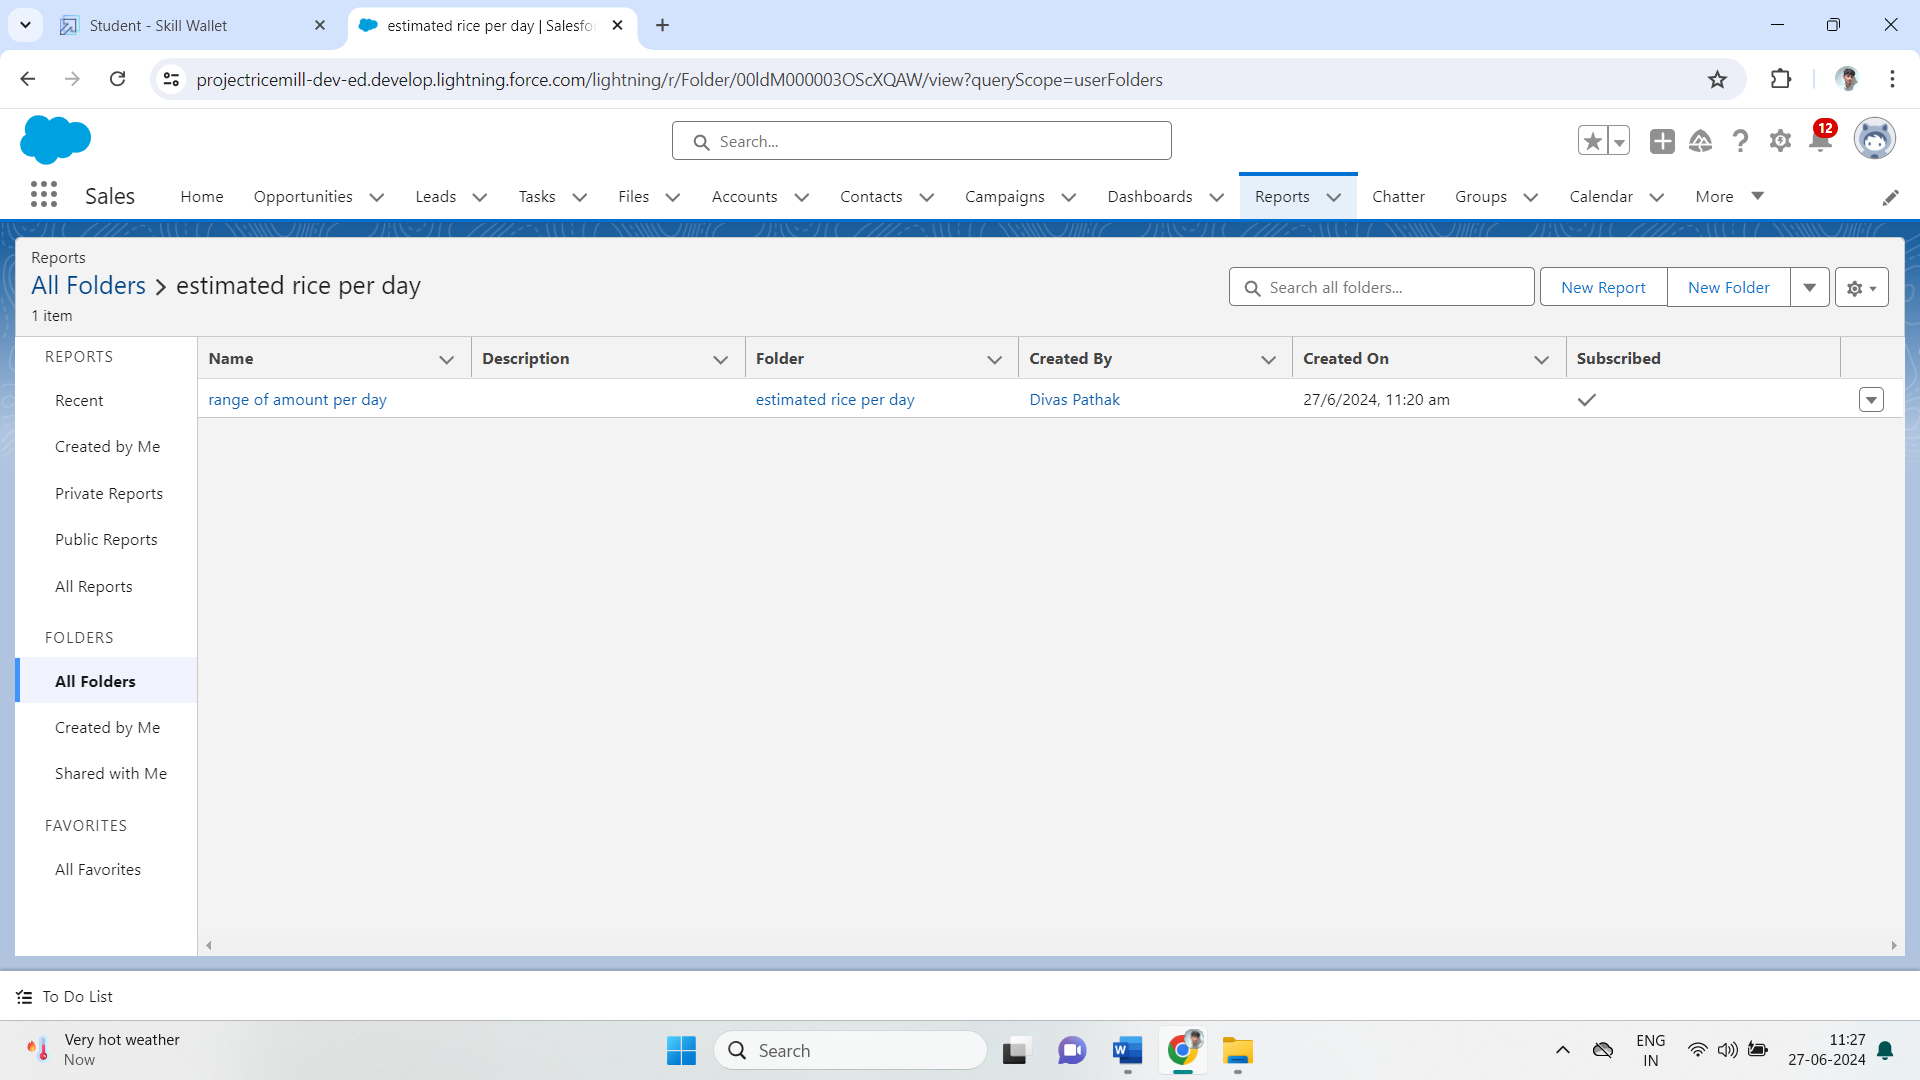 Student - Skill Wallet
estimated rice per day | Salesfo
projectricemill-dev-ed.develop.lightning.force.com/lightning/r/Folder/00ldM000003OScXQAW/view?queryScope=userFolders
Search...
12
Sales
Home
Opportunities
Leads
Tasks
Files
Accounts
Contacts
Campaigns
Dashboards
Reports
Chatter
Groups
Calendar
More
Reports
All Folders > estimated rice per day
1 item
Search all folders...
New Report
New Folder
REPORTS
Recent
Created by Me
Private Reports
Public Reports
All Reports
FOLDERS
All Folders
Created by Me
Shared with Me
FAVORITES
All Favorites
Name Description Folder Created By Created On Subscribed
range of amount per day estimated rice per day Divas Pathak 27/6/2024, 11:20 am
To Do List
Very hot weather
Now
Search
ENG
IN
11:27
27-06-2024